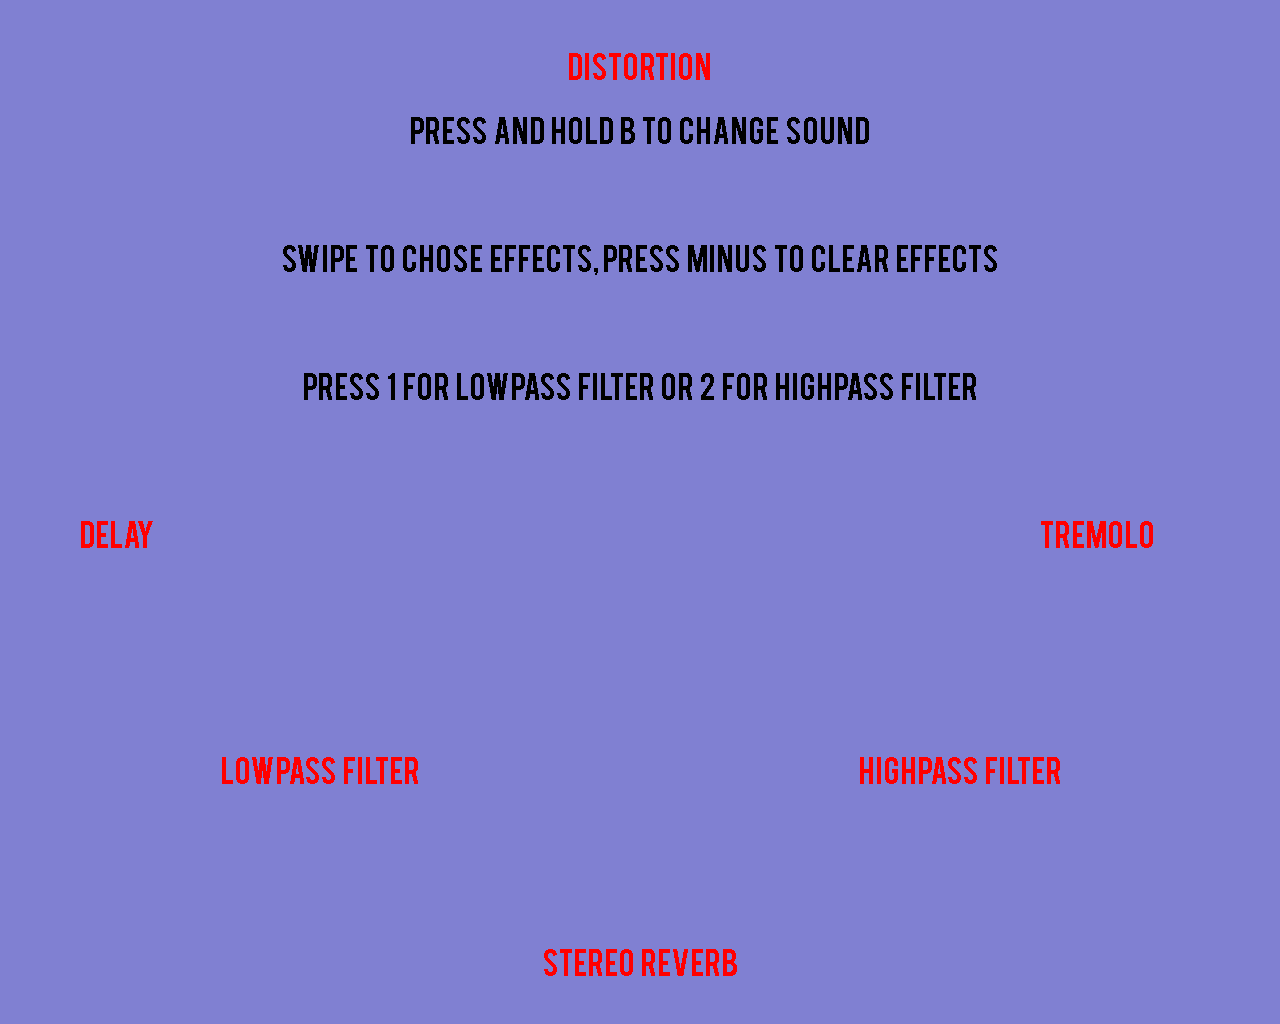 DISTORTION
PRESS AND HOLD B TO CHANGE SOUND
SWIPE TO CHOSE EFFECTS, PRESS MINUS TO CLEAR EFFECTS
PRESS 1 FOR LOWPASS FILTER OR 2 FOR HIGHPASS FILTER
DELAY
TREMOLO
LOWPASS FILTER
HIGHPASS FILTER
STEREO REVERB